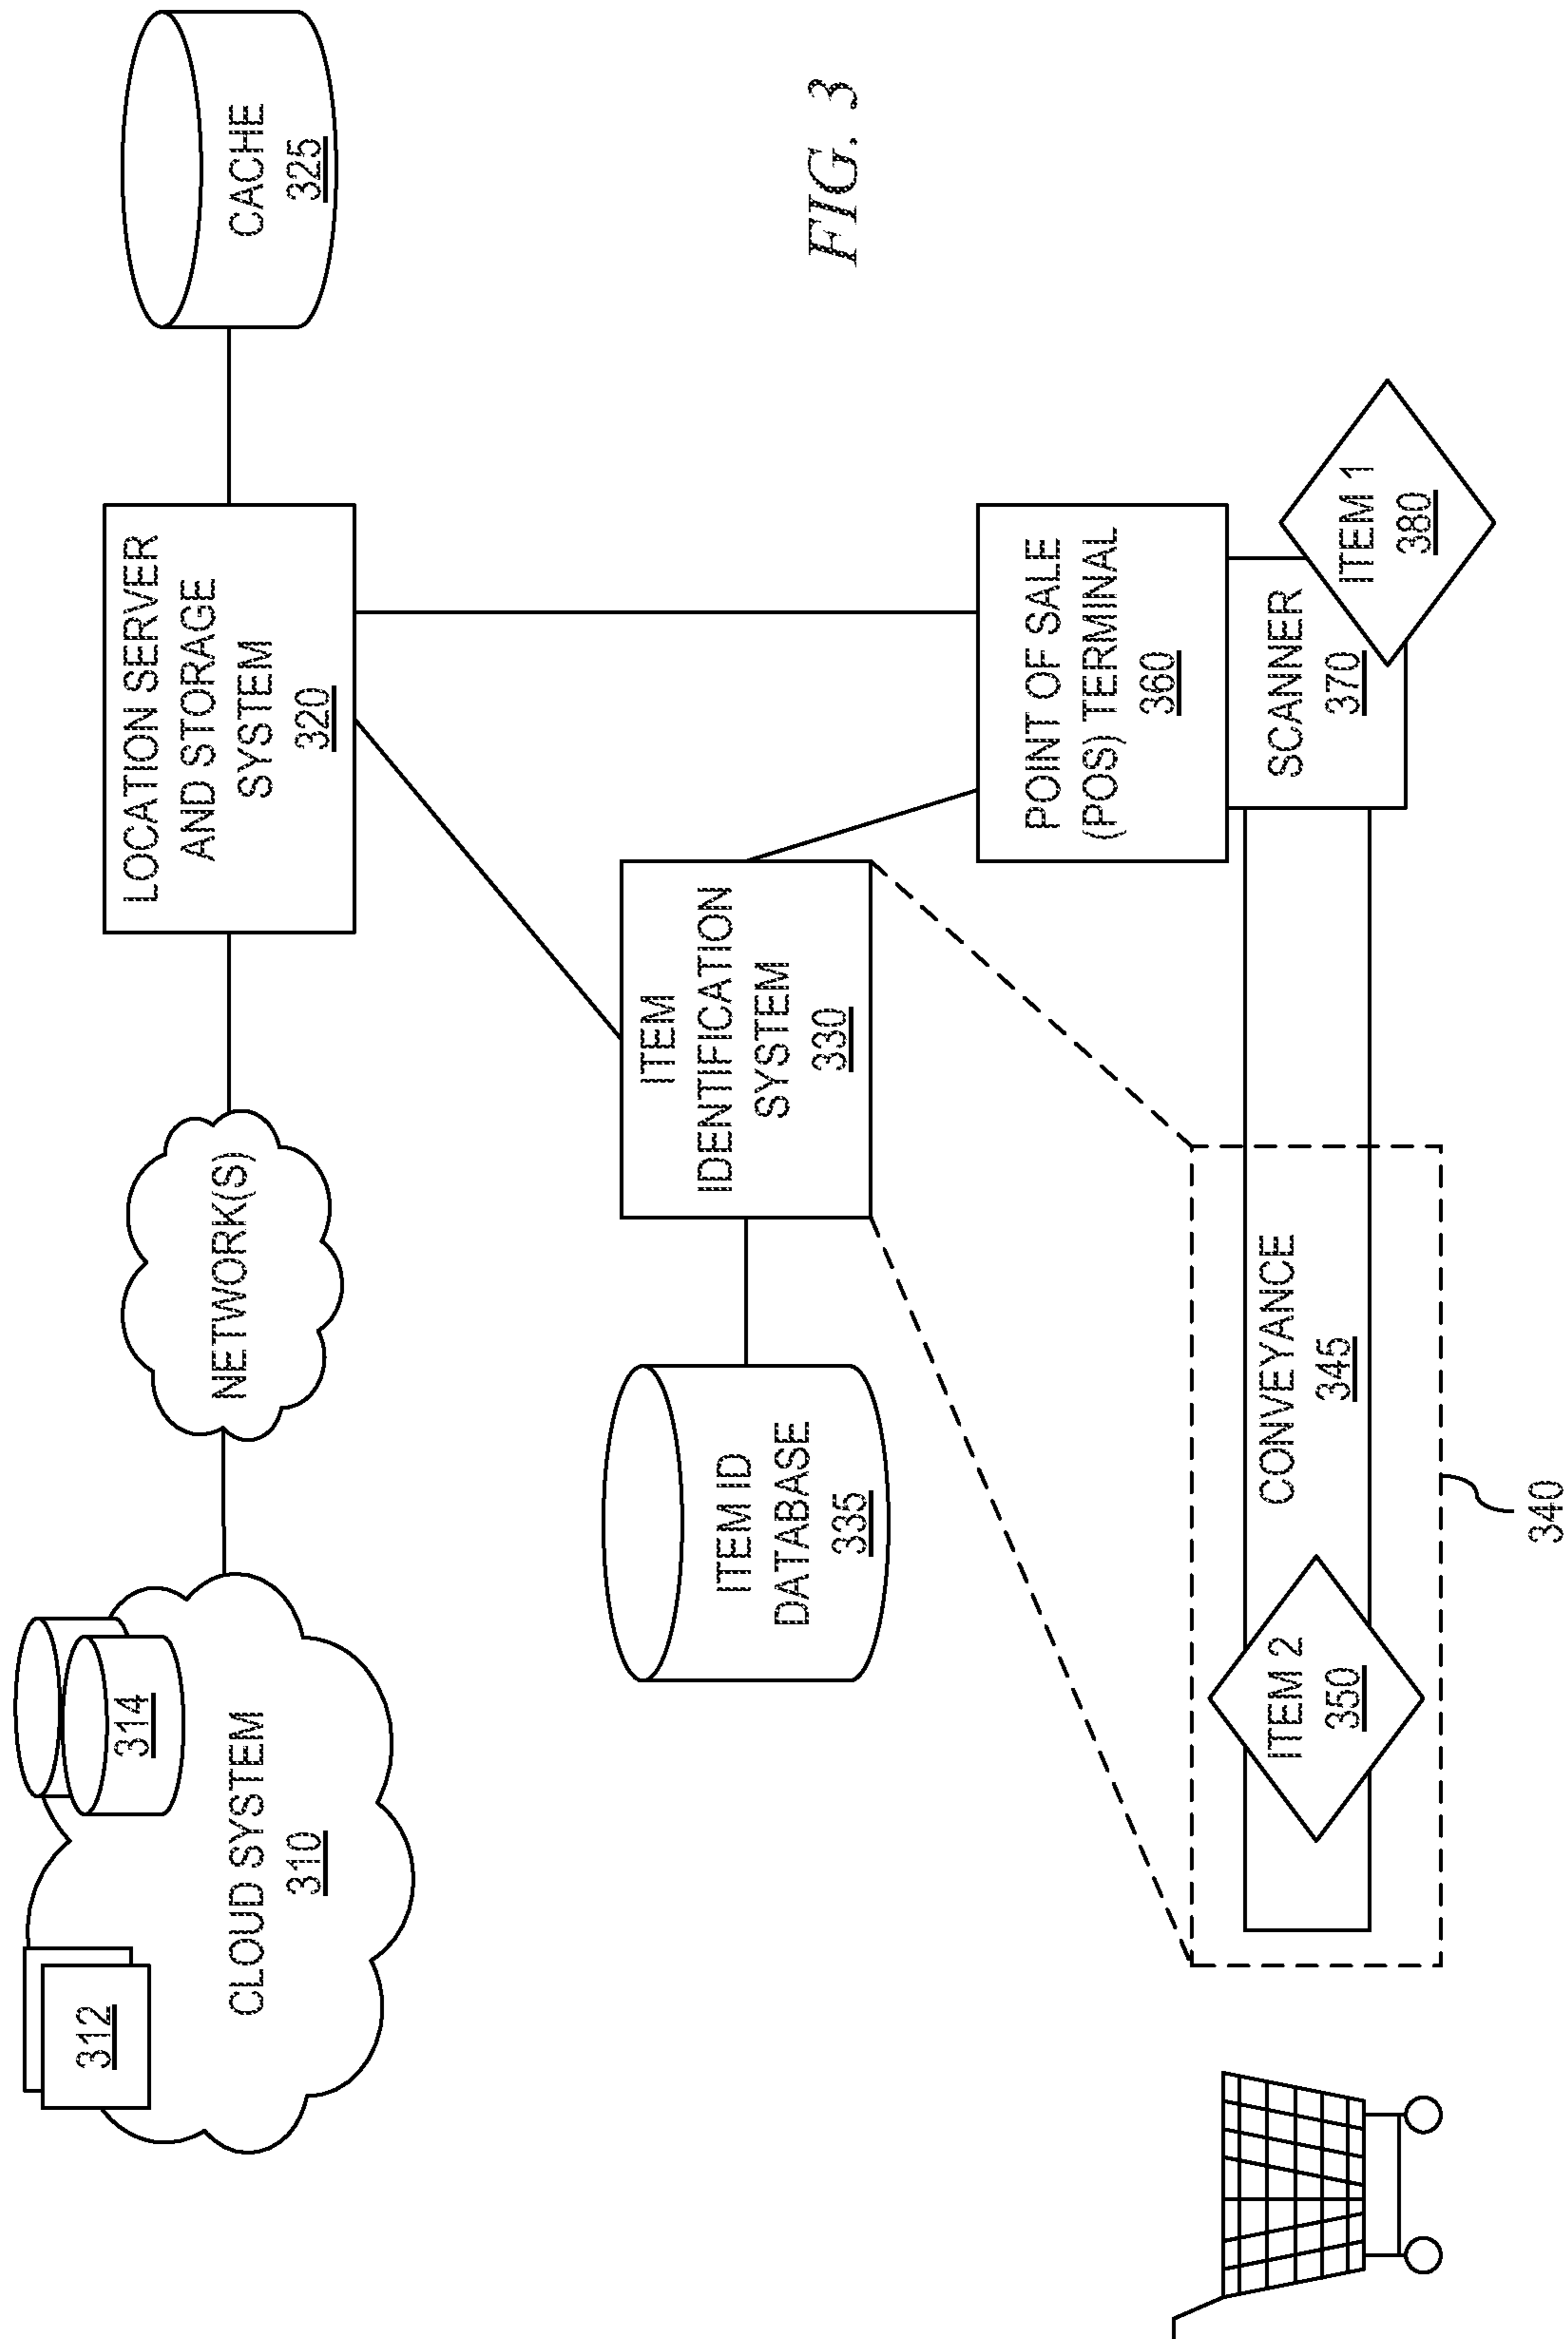 312
314
CLOUD SYSTEM
310
NETWORK(S)
LOCATION SERVER
AND STORAGE
SYSTEM
320
CACHE
325
ITEM ID
DATABASE
335
ITEM
IDENTIFICATION
SYSTEM
330
POINT OF SALE
(POS) TERMINAL
360
SCANNER
370
ITEM 1
380
CONVEYANCE
345
ITEM 2
350
340
FIG. 3